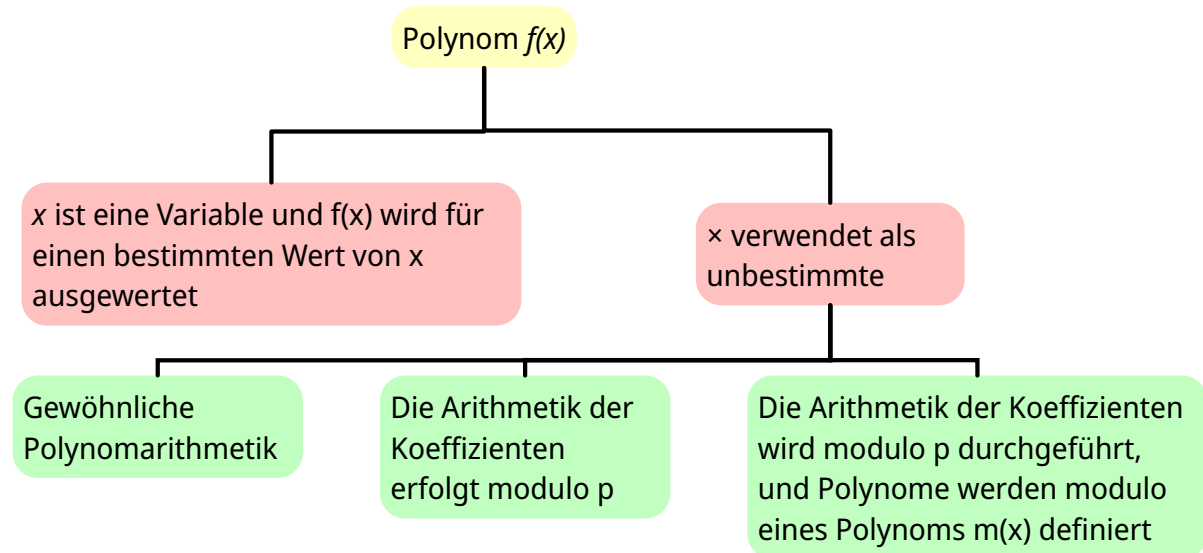 Polynom f(x)
x ist eine Variable und f(x) wird für
einen bestimmten Wert von x
ausgewertet
× verwendet als
unbestimmte
Gewöhnliche
Polynomarithmetik
Die Arithmetik der
Koeffizienten
erfolgt modulo p
Die Arithmetik der Koeffizienten
wird modulo p durchgeführt,
und Polynome werden modulo
eines Polynoms m(x) definiert